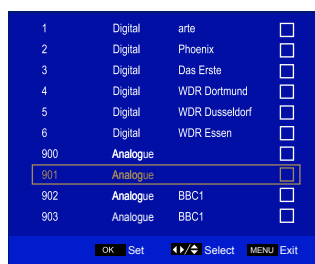 1 Digital arte
2 Digital Phoenix
3 Digital Das Erste
4 Digital WDR Dortmund
5 Digital WDR Dusseldorf
6 Digital WDR Essen
900 Analogue
901 Analogue
902 Analogue BBC1
903 Analogue BBC1
OK Set Select MENU Exit